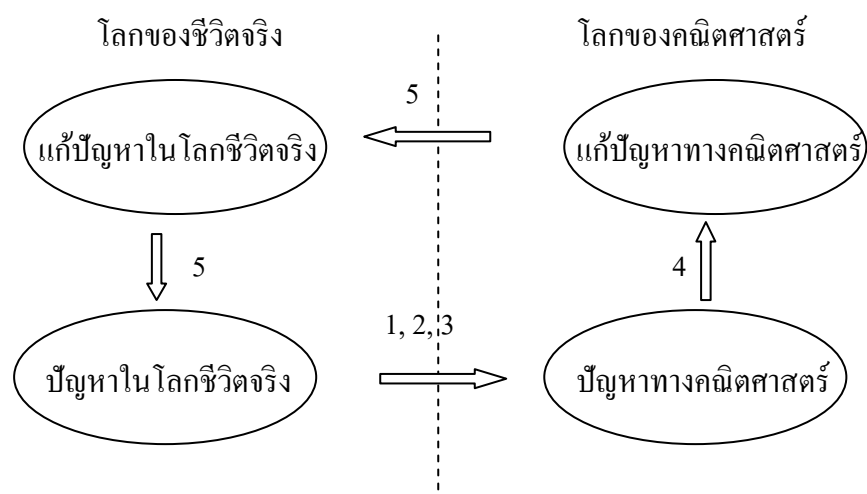 โลกของชีวิตจริง โลกของคณิตศาสตร์
5
แก้ปัญหาในโลกชีวิตจริง แก้ปัญหาทางคณิตศาสตร์
5 4
1, 2, 3
ปัญหาในโลกชีวิตจริง ปัญหาทางคณิตศาสตร์